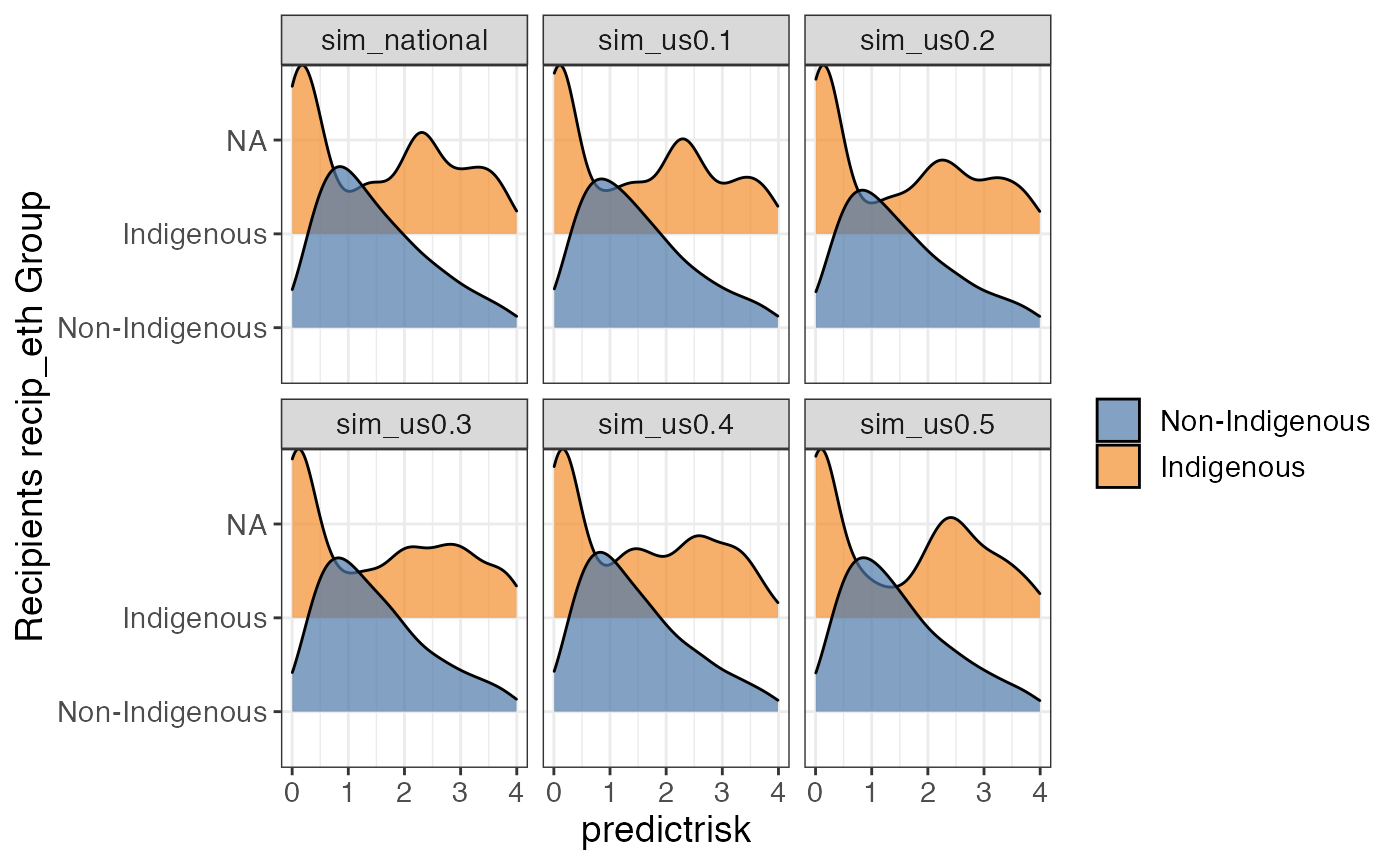 sim_national sim_us0.1 sim_us0.2
NA
Indigenous
Non-Indigenous
sim_us0.3 sim_us0.4 sim_us0.5
NA
Indigenous
Non-Indigenous
0 1 2 3 4 0 1 2 3 4 0 1 2 3 4
predictrisk
Recipients recip_eth Group
Non-Indigenous
Indigenous